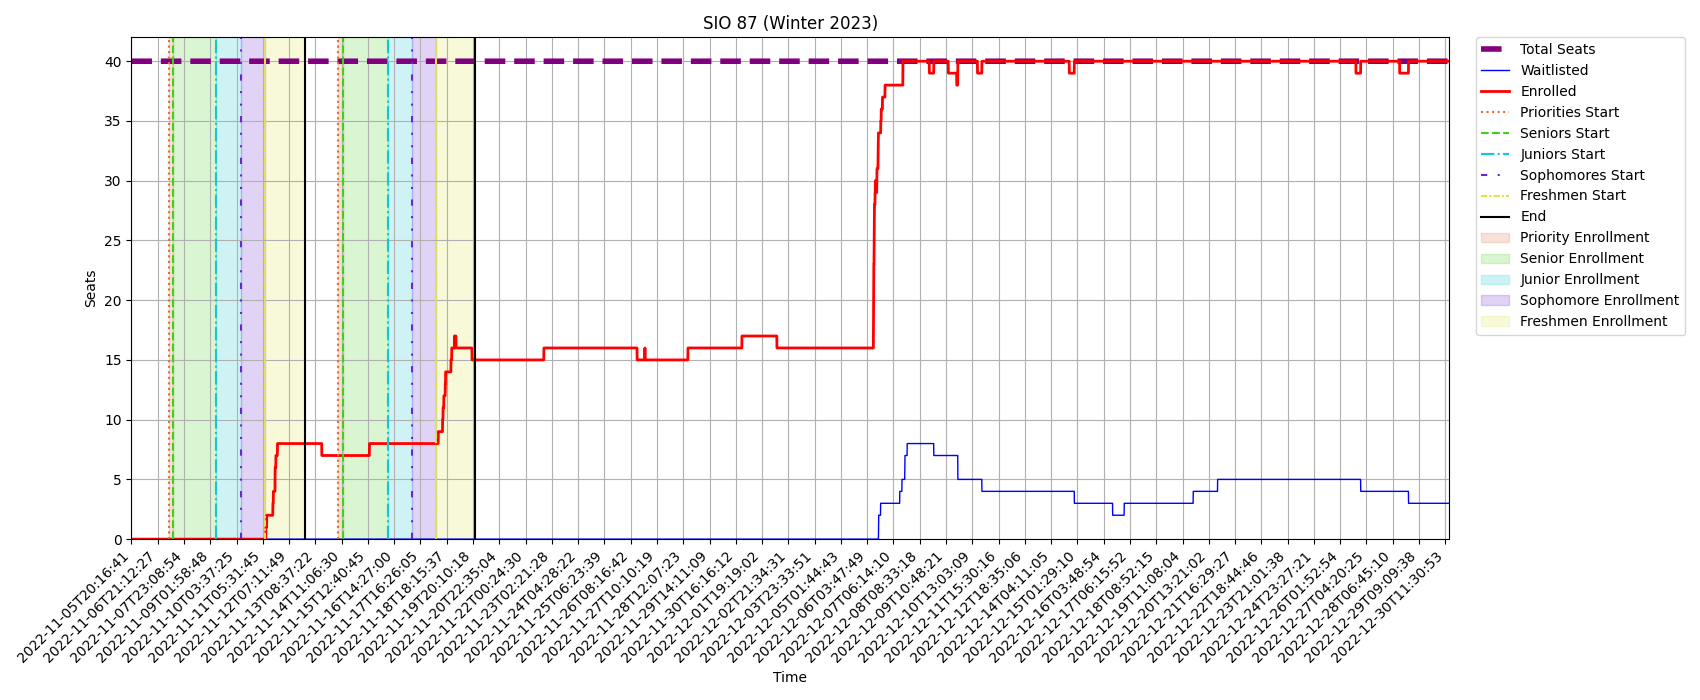 SIO 87 (Winter 2023)
Seats
40
35
30
25
20
15
10
5
0
2022-11-05T20:16:41
2022-11-06T21:12:27
2022-11-07T23:08:54
2022-11-09T01:58:48
2022-11-10T03:37:25
2022-11-11T05:31:45
2022-11-12T07:11:49
2022-11-13T08:37:22
2022-11-14T11:06:30
2022-11-15T12:40:45
2022-11-16T14:27:00
2022-11-17T16:26:05
2022-11-18T18:15:37
2022-11-19T20:10:18
2022-11-20T22:35:04
2022-11-22T00:24:30
2022-11-23T02:21:28
2022-11-24T04:28:22
2022-11-25T06:23:39
2022-11-26T08:16:42
2022-11-27T10:10:19
2022-11-28T12:07:23
2022-11-29T14:11:09
2022-11-30T16:16:12
2022-12-01T19:19:02
2022-12-02T21:34:31
2022-12-03T23:33:51
2022-12-05T01:44:43
2022-12-06T03:47:49
2022-12-07T06:14:10
2022-12-08T08:33:18
2022-12-09T10:48:21
2022-12-10T13:03:09
2022-12-11T15:30:16
2022-12-12T18:35:06
2022-12-14T04:11:05
2022-12-15T01:29:10
2022-12-16T03:48:54
2022-12-17T06:15:52
2022-12-18T08:52:15
2022-12-19T11:08:04
2022-12-20T13:21:02
2022-12-21T16:29:27
2022-12-22T18:44:46
2022-12-23T21:01:38
2022-12-24T23:27:21
2022-12-26T01:52:54
2022-12-27T04:20:25
2022-12-28T06:45:10
2022-12-29T09:09:38
2022-12-30T11:30:53
Time
Total Seats
Waitlisted
Enrolled
Priorities Start
Seniors Start
Juniors Start
Sophomores Start
Freshmen Start
End
Priority Enrollment
Senior Enrollment
Junior Enrollment
Sophomore Enrollment
Freshmen Enrollment